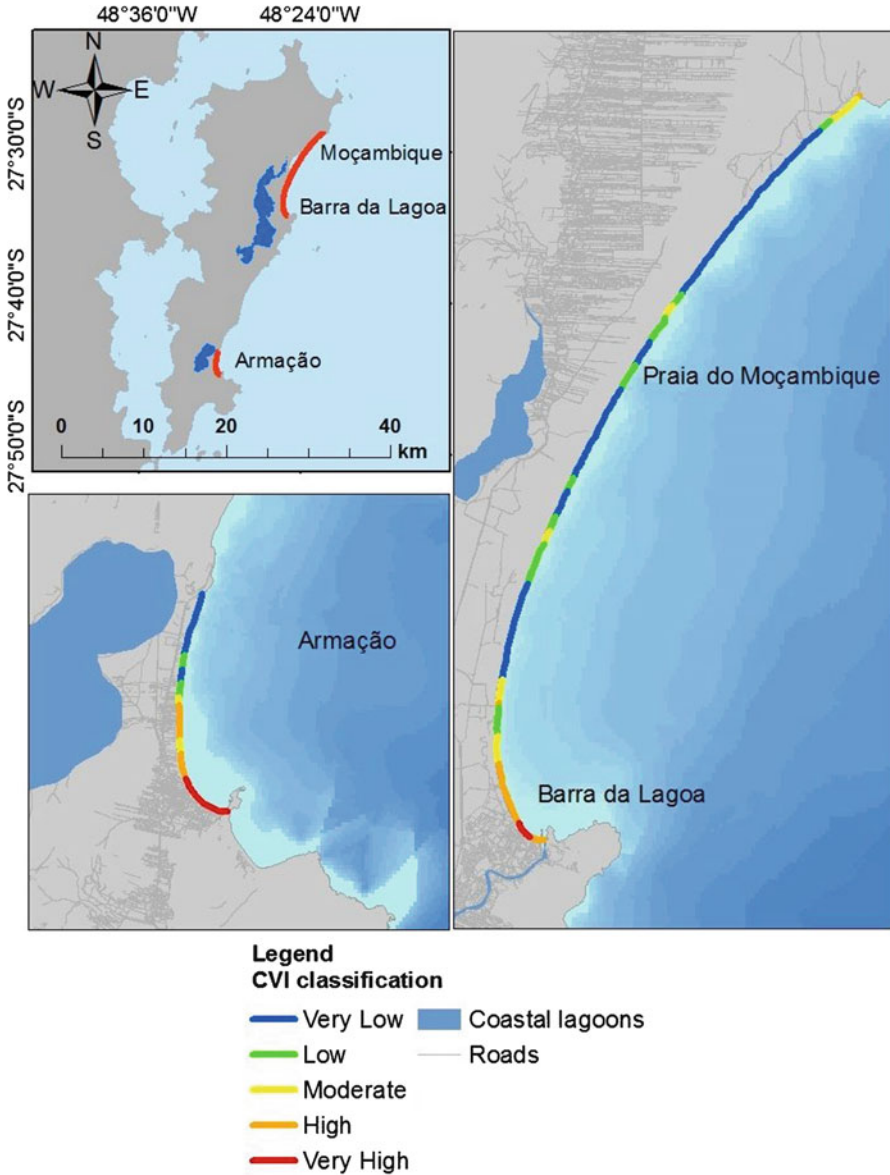 48°36'0"W 48°24'0"W
N
W E
S
27°30'0"S
27°40'0"S
27°50'0"S
Moçambique
Barra da Lagoa
Armação
0 10 20 40
km
Praia do Moçambique
Barra da Lagoa
Armação
Legend
CVI classification
Very Low Coastal lagoons
Low Roads
Moderate
High
Very High